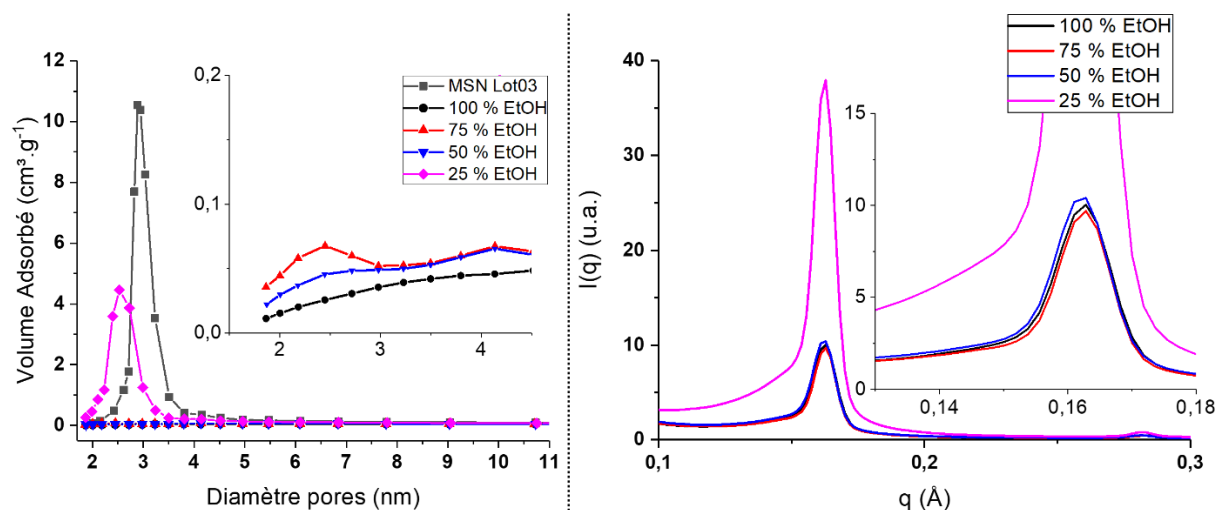 Volume Adsorbé (cm³.g⁻¹)
12
10
8
6
4
2
0
2 3 4 5 6 7 8 9 10 11
Diamètre pores (nm)
0,2
0,1
0,0
2 3 4
MSN Lot03
100 % EtOH
75 % EtOH
50 % EtOH
25 % EtOH
I(q) (u.a.)
40
30
20
10
0
0,1 0,2 0,3
q (Å)
100 % EtOH
75 % EtOH
50 % EtOH
25 % EtOH
15
10
5
0
0,14 0,16 0,18